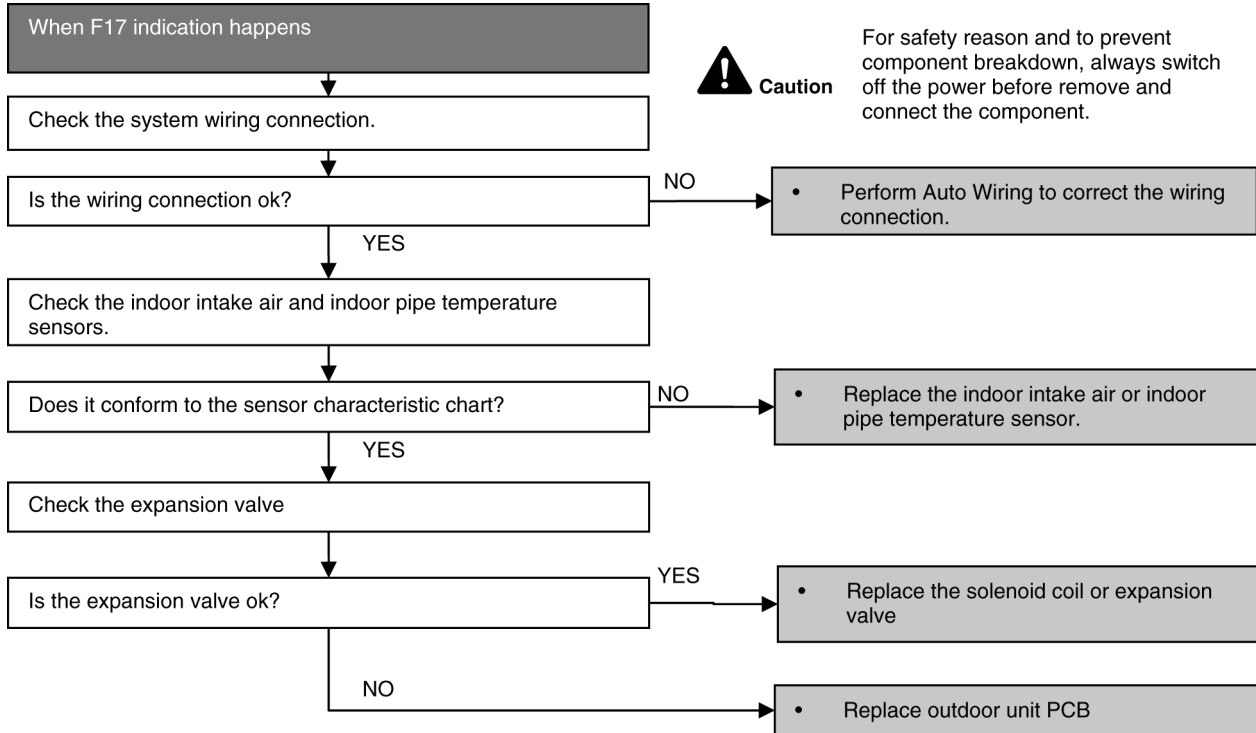 When F17 indication happens
Caution
For safety reason and to prevent
component breakdown, always switch
off the power before remove and
connect the component.
Check the system wiring connection.
Is the wiring connection ok?
NO
• Perform Auto Wiring to correct the wiring
connection.
YES
Check the indoor intake air and indoor pipe temperature
sensors.
Does it conform to the sensor characteristic chart?
NO
• Replace the indoor intake air or indoor
pipe temperature sensor.
YES
Check the expansion valve
Is the expansion valve ok?
YES
• Replace the solenoid coil or expansion
valve
NO
• Replace outdoor unit PCB